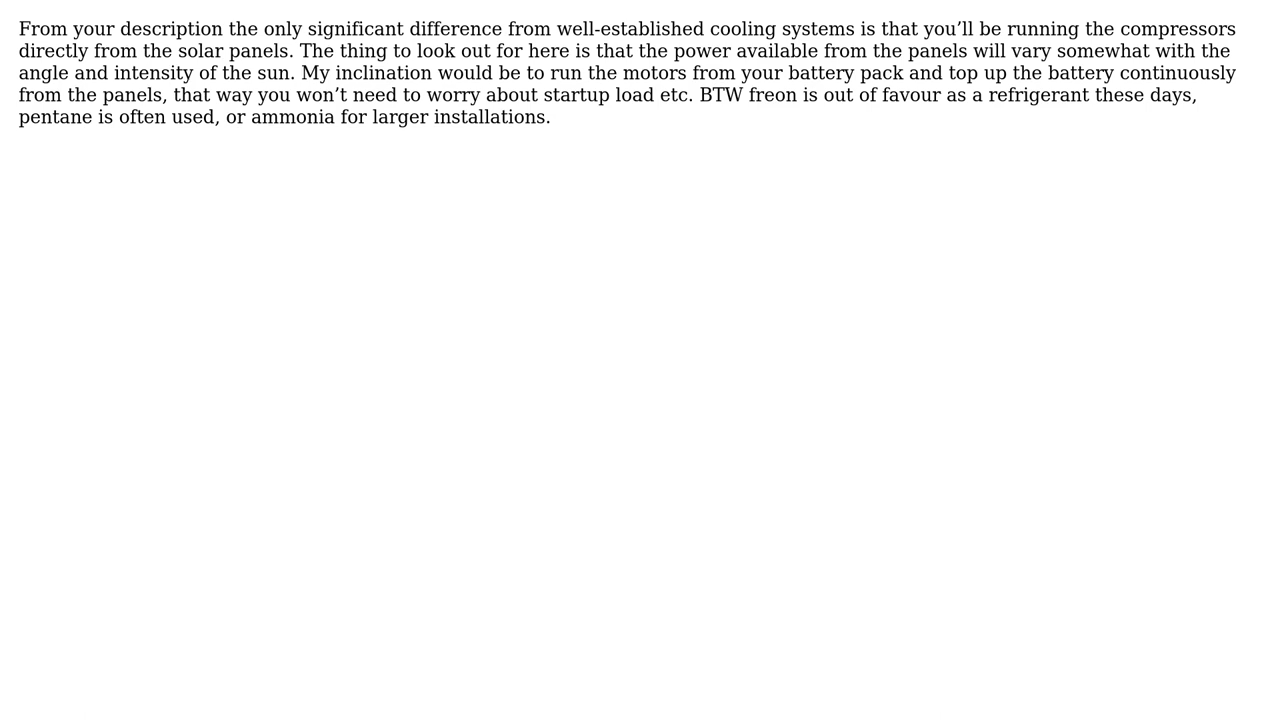 From your description the only significant difference from well-established cooling systems is that you’ll be running the compressors
directly from the solar panels. The thing to look out for here is that the power available from the panels will vary somewhat with the
angle and intensity of the sun. My inclination would be to run the motors from your battery pack and top up the battery continuously
from the panels, that way you won’t need to worry about startup load etc. BTW freon is out of favour as a refrigerant these days,
pentane is often used, or ammonia for larger installations.